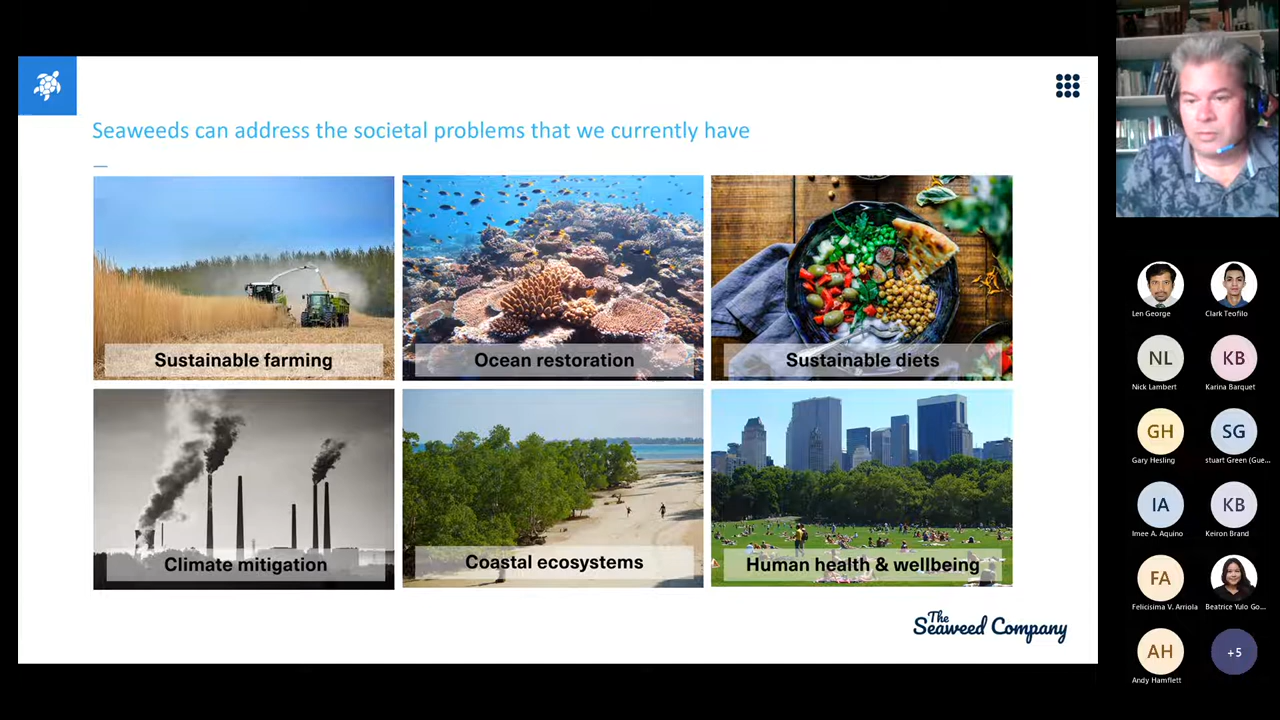 Seaweeds can address the societal problems that we currently have
Sustainable farming
Ocean restoration
Sustainable diets
Climate mitigation
Coastal ecosystems
Human health & wellbeing
The
Seaweed Company
Len George
Clark Teofilo
NL
KB
Nick Lambert
Karina Barquet
GH
SG
Gary Hesling
stuart Green (Gue...
IA
KB
Imee A. Aquino
Keiron Brand
FA
Felicisima V. Arriola
Beatrice Yulo Go...
AH
+5
Andy Hamflett